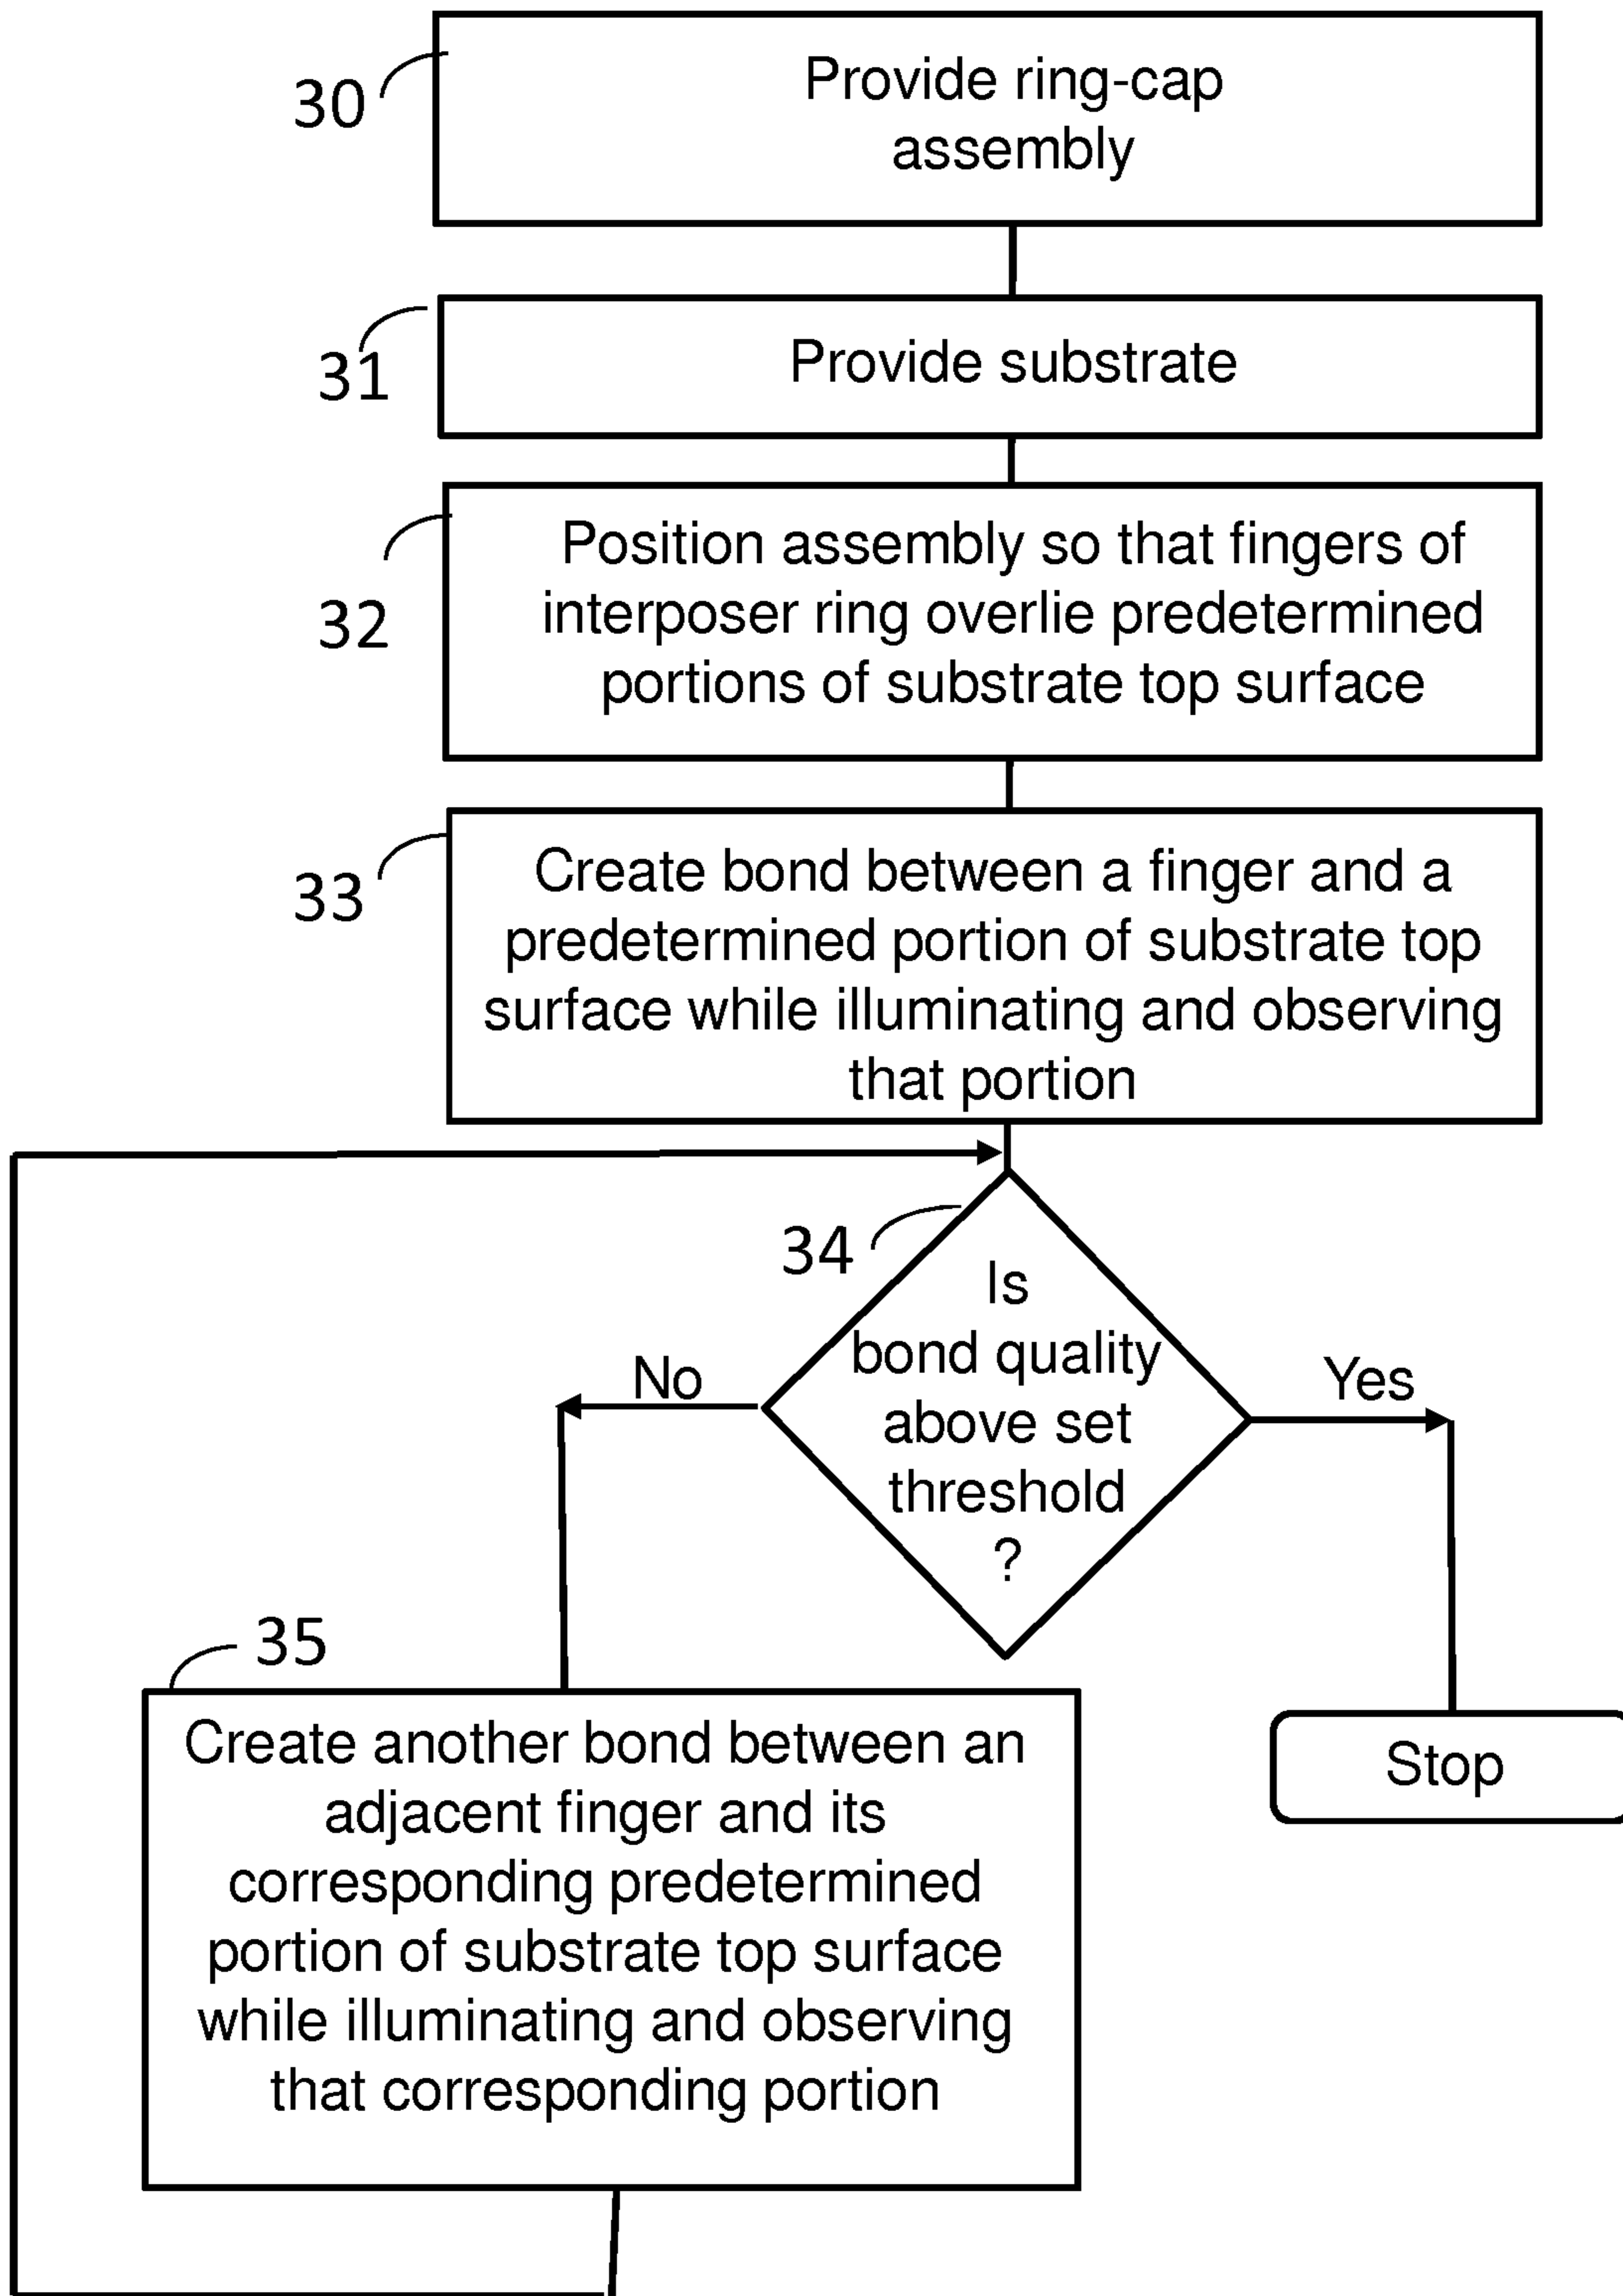 30
Provide ring-cap
assembly
31
Provide substrate
32
Position assembly so that fingers of
interposer ring overlie predetermined
portions of substrate top surface
33
Create bond between a finger and a
predetermined portion of substrate top
surface while illuminating and observing
that portion
34
Is
bond quality
above set
threshold
?
No
Yes
35
Create another bond between an
adjacent finger and its
corresponding predetermined
portion of substrate top surface
while illuminating and observing
that corresponding portion
Stop